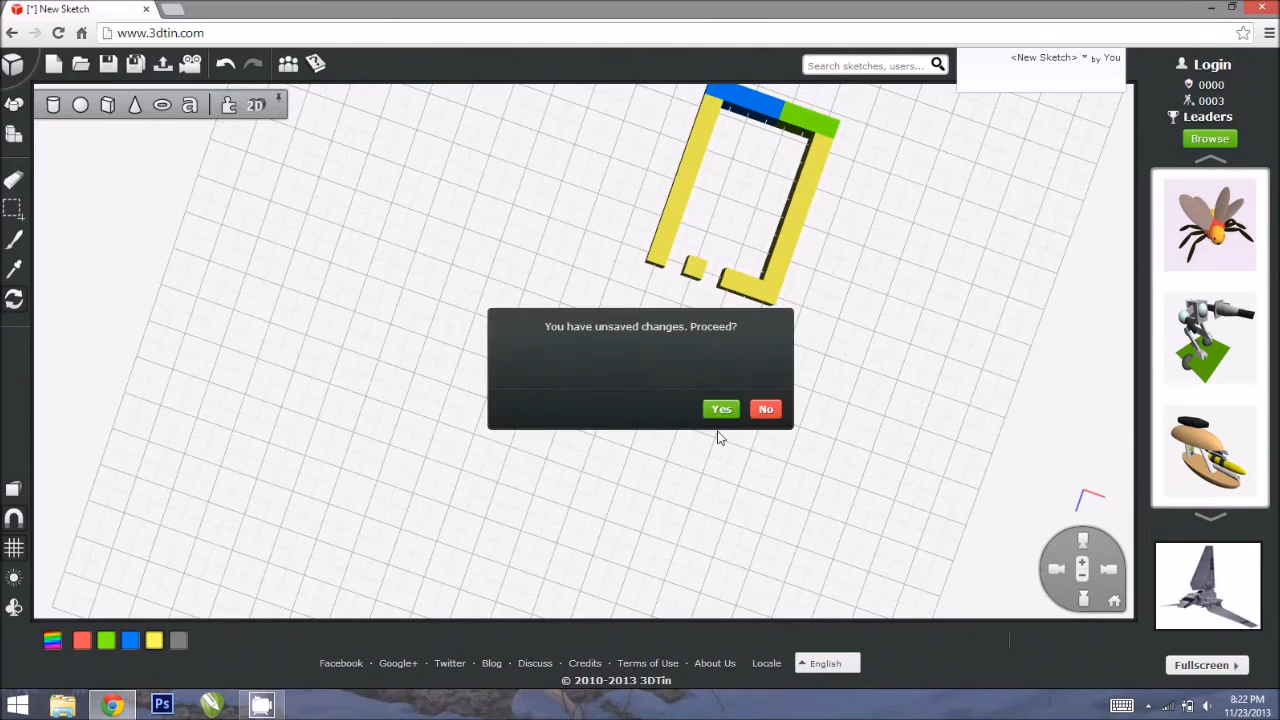 [*] New Sketch
www.3dtin.com
Search sketches, users...
<New Sketch> * by You
Login
0000
0003
Leaders
Browse
a
2D
You have unsaved changes. Proceed?
Yes
No
Facebook · Google+ · Twitter · Blog · Discuss · Credits · Terms of Use · About Us Locale English
© 2010-2013 3DTin
Fullscreen
Ps
8:22 PM
11/23/2013